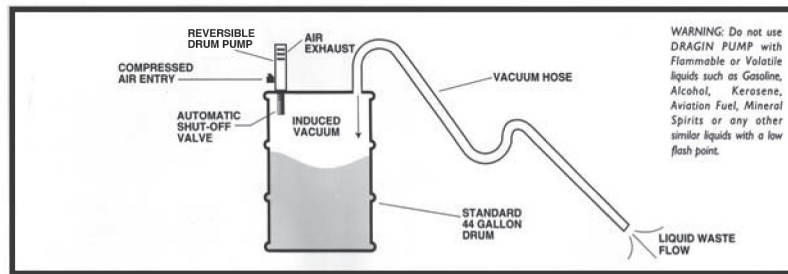 REVERSIBLE
DRUM PUMP
AIR
EXHAUST
COMPRESSED
AIR ENTRY
AUTOMATIC
SHUT-OFF
VALVE
INDUCED
VACUUM
VACUUM HOSE
STANDARD
44 GALLON
DRUM
LIQUID WASTE
FLOW
WARNING: Do not use
DRAGIN PUMP with
Flammable or Volatile
liquids such as Gasoline,
Alcohol, Kerosene,
Aviation Fuel, Mineral
Spirits or any other
similar liquids with a low
flash point.